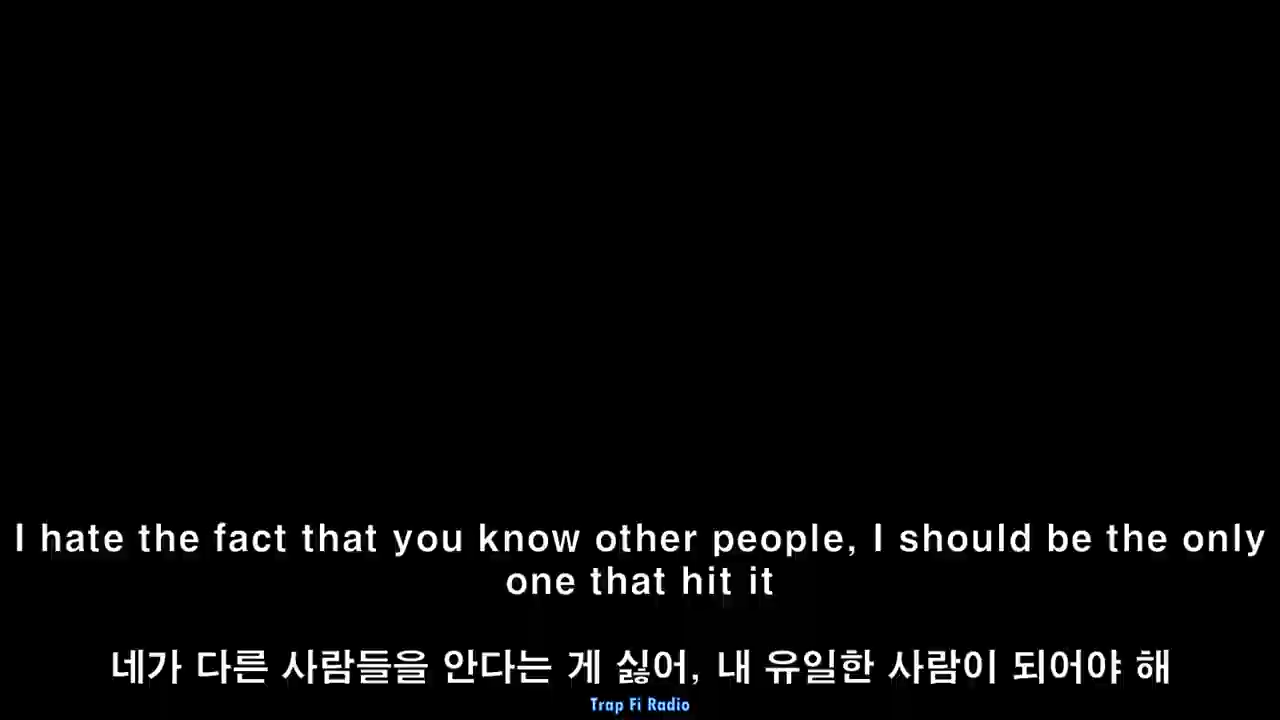 I hate the fact that you know other people, I should be the only
one that hit it
네가 다른 사람들을 안다는 게 싫어, 내 유일한 사람이 되어야 해
Trap Fi Radio